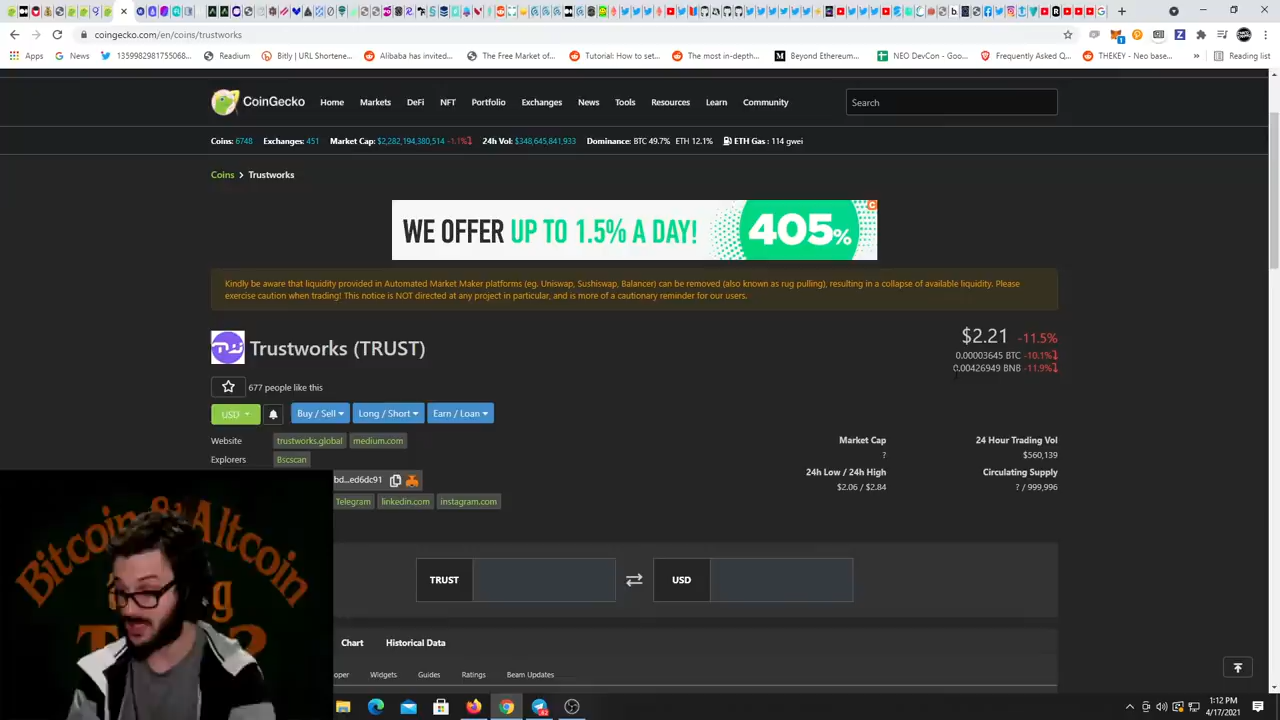 coingecko.com/en/coins/trustworks
Apps
News
1359982981755068...
Readium
Bitly | URL Shortene...
Alibaba has invited...
The Free Market of...
Tutorial: How to set...
The most in-depth...
Beyond Ethereum...
NEO DevCon - Goo...
Frequently Asked Q...
THEKEY - Neo base...
»
Reading list
CoinGecko
Home
Markets
DeFi
NFT
Portfolio
Exchanges
News
Tools
Resources
Learn
Community
Search
Coins: 6748 Exchanges: 451 Market Cap: $2,282,194,380,514 -1.1% 24h Vol: $348,645,841,933 Dominance: BTC 49.7% ETH 12.1% ETH Gas : 114 gwei
Coins > Trustworks
WE OFFER UP TO 1.5% A DAY! 405%
Kindly be aware that liquidity provided in Automated Market Maker platforms (eg. Uniswap, Sushiswap, Balancer) can be removed (also known as rug pulling), resulting in a collapse of available liquidity. Please
exercise caution when trading! This notice is NOT directed at any project in particular, and is more of a cautionary reminder for our users.
Trustworks (TRUST)
$2.21 -11.5%
0.00003645 BTC -10.1%
0.00426949 BNB -11.9%
677 people like this
USD
Buy / Sell
Long / Short
Earn / Loan
Website trustworks.global medium.com
Explorers Bscscan
bd...ed6dc91
Telegram linkedin.com instagram.com
Market Cap
?
24 Hour Trading Vol
$560,139
24h Low / 24h High
$2.06 / $2.84
Circulating Supply
? / 999,996
TRUST
USD
Chart Historical Data
oper Widgets Guides Ratings Beam Updates
Bitcoin & Altcoin
1:12 PM
4/17/2021